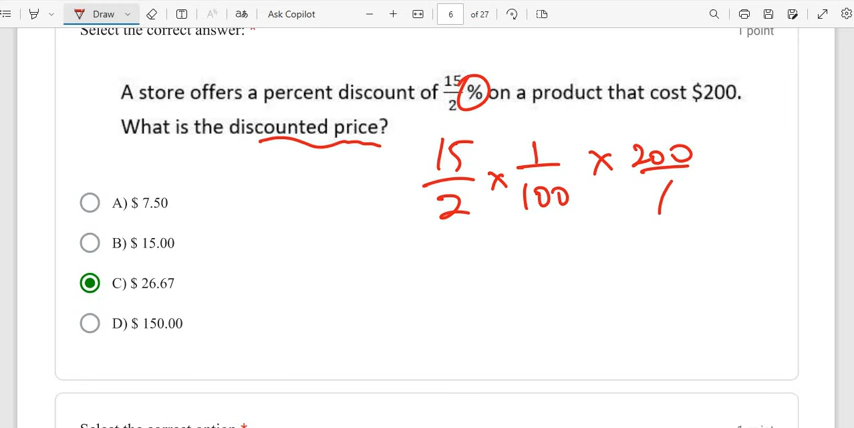 Draw
Ask Copilot
6 of 27
Select the correct answer: *
1 point
A store offers a percent discount of 15/2 % on a product that cost $200.
What is the discounted price?
15/2 × 1/100 × 200/1
A) $ 7.50
B) $ 15.00
C) $ 26.67
D) $ 150.00
Select the correct option *